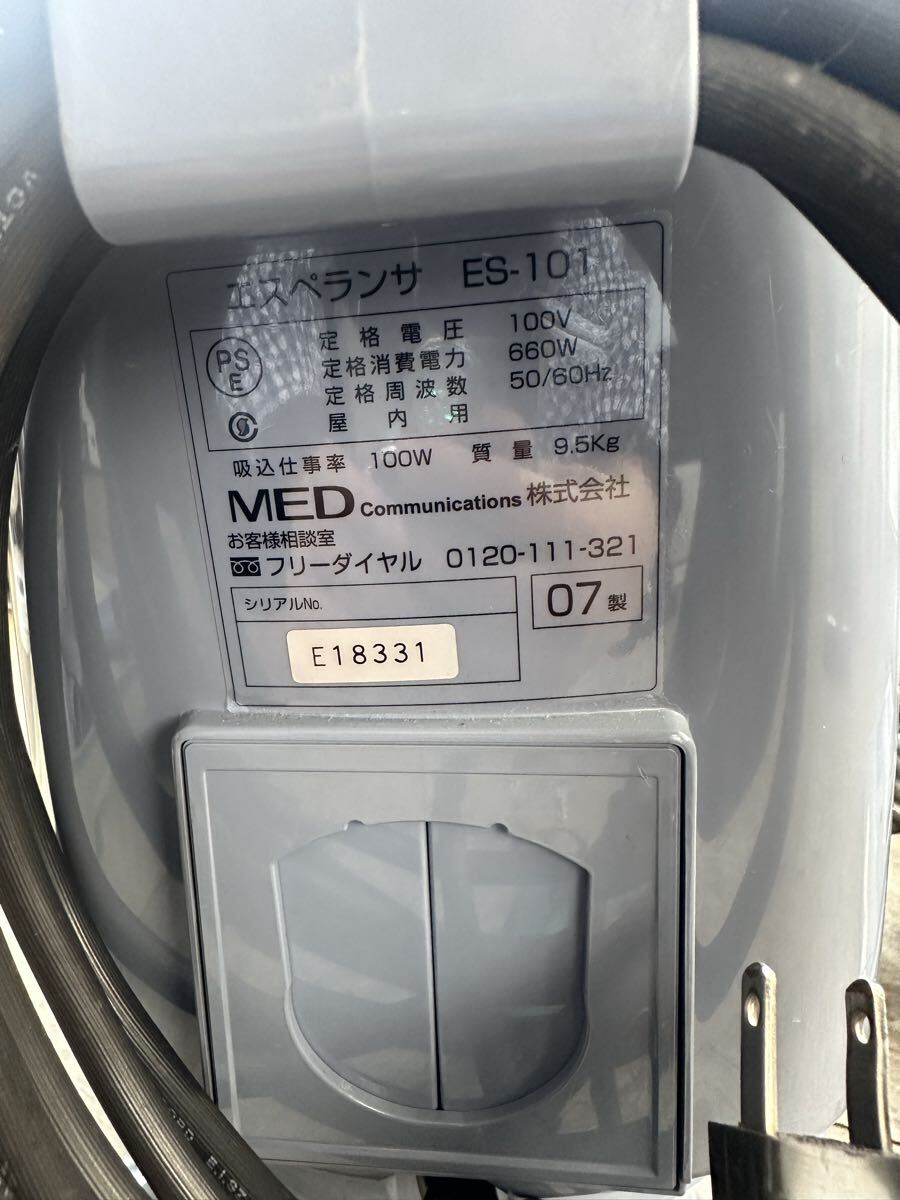 エスペランサ ES-101
PS
E
定格電圧 100V
定格消費電力 660W
定格周波数 50/60Hz
屋内用
吸込仕事率 100W 質量 9.5Kg
MED Communications 株式会社
お客様相談室
フリーダイヤル 0120-111-321
シリアルNo.
07製
E18331